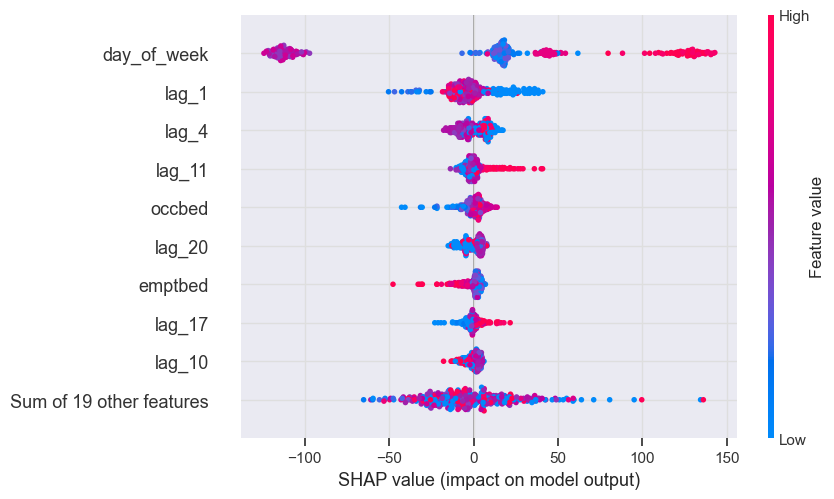 High
day_of_week
lag_1
lag_4
lag_11
occbed
lag_20
emptbed
lag_17
lag_10
Sum of 19 other features
Feature value
Low
−100
−50
0
50
100
150
SHAP value (impact on model output)